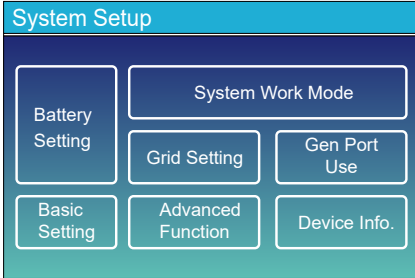 System Setup
Battery
Setting
System Work Mode
Grid Setting
Gen Port
Use
Basic
Setting
Advanced
Function
Device Info.